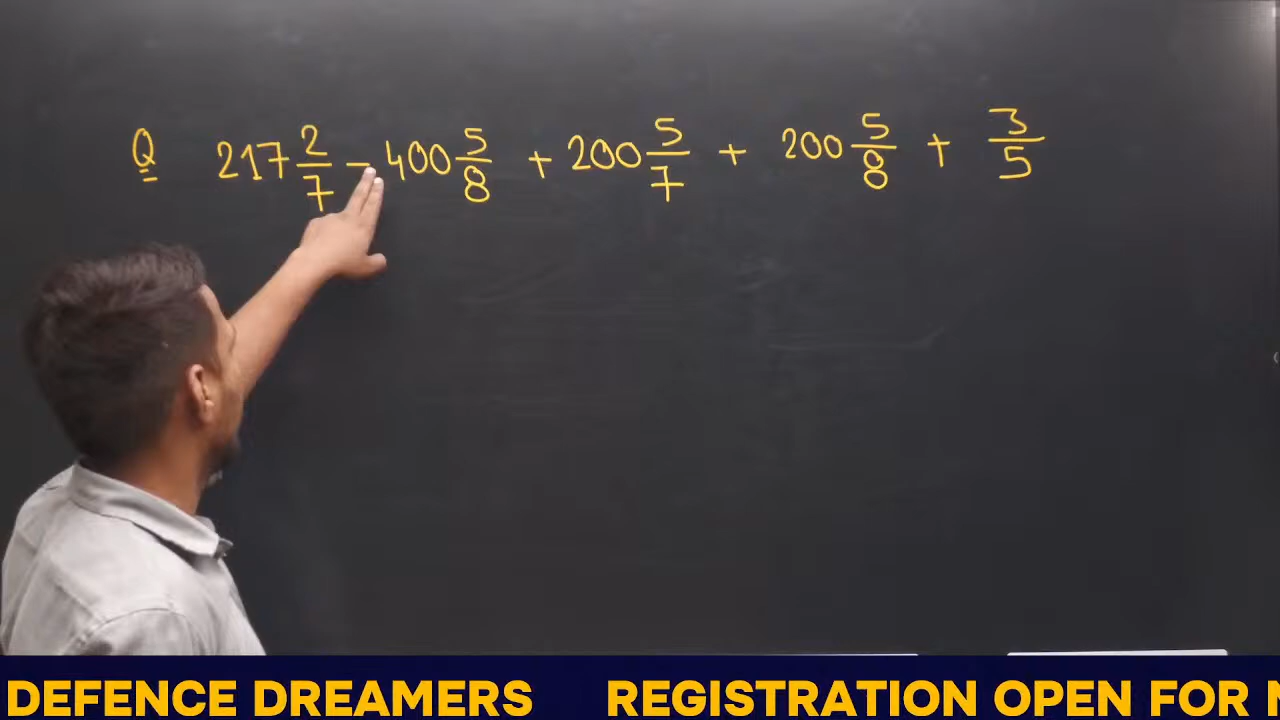 Q 217 2/7 - 400 5/8 + 200 5/7 + 200 5/8 + 3/5
DEFENCE DREAMERS REGISTRATION OPEN FOR